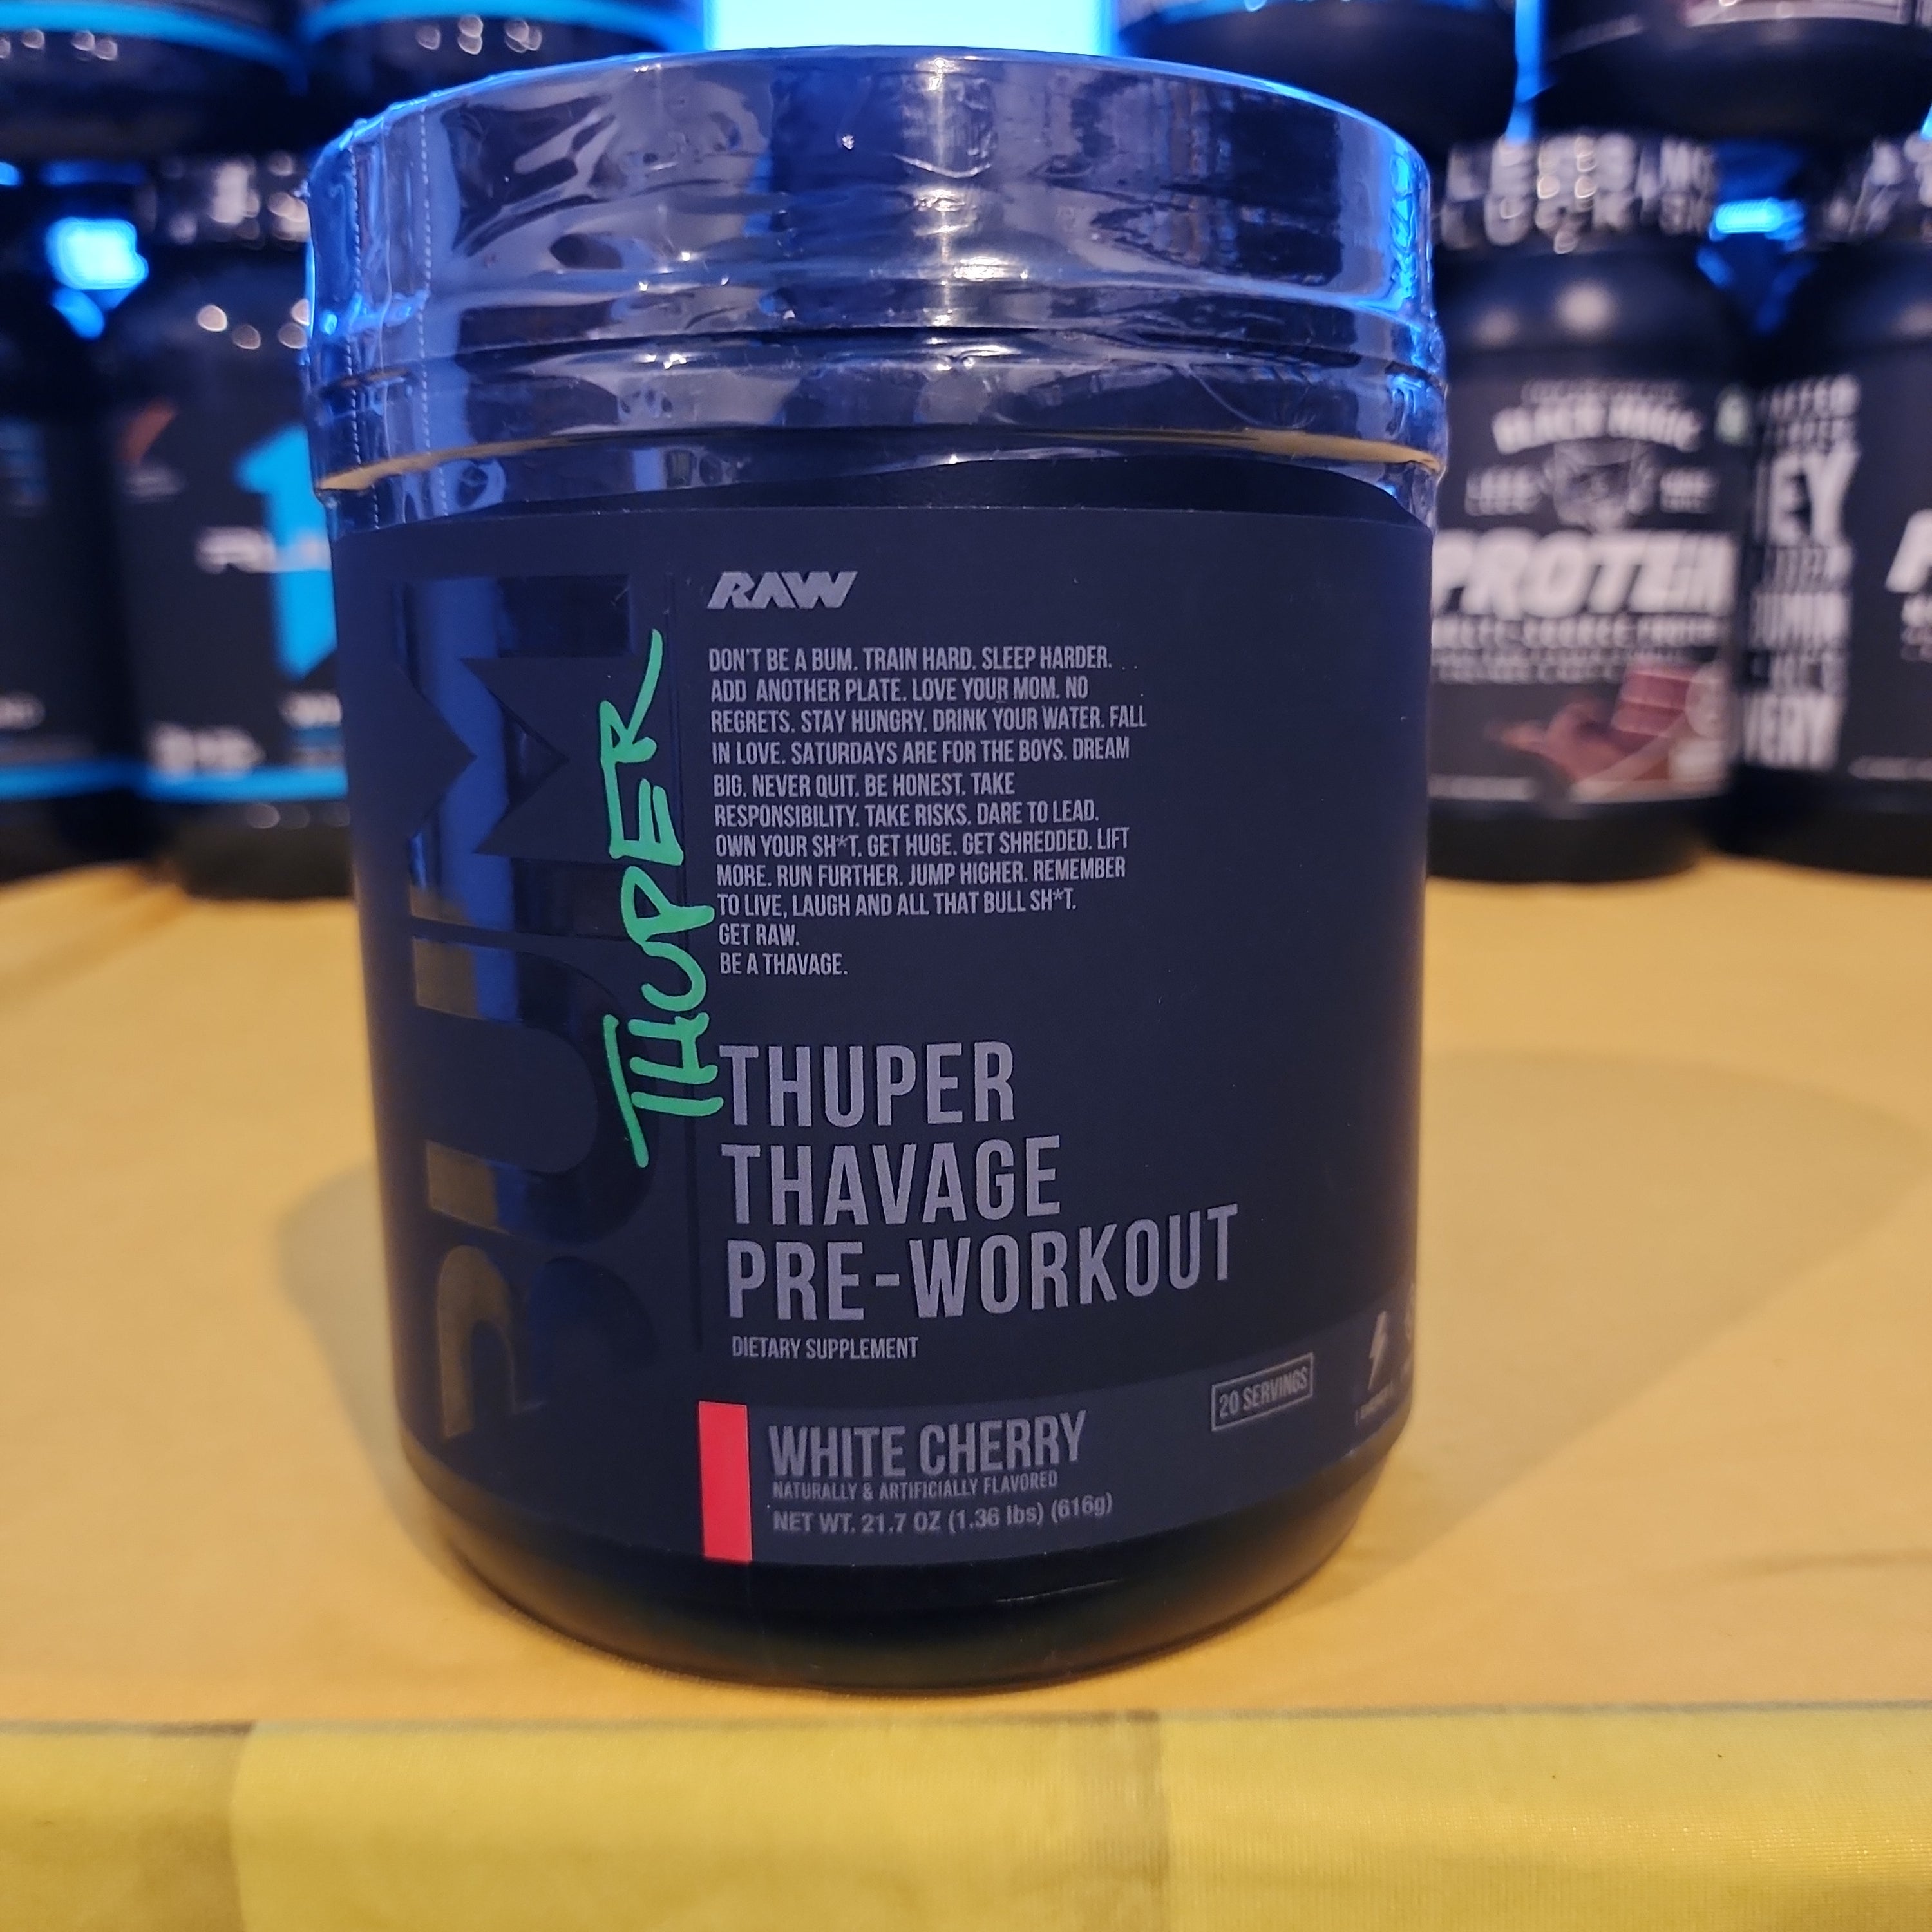 RAW
DON'T BE A BUM. TRAIN HARD. SLEEP HARDER.
ADD ANOTHER PLATE. LOVE YOUR MOM. NO
REGRETS. STAY HUNGRY. DRINK YOUR WATER. FALL
IN LOVE. SATURDAYS ARE FOR THE BOYS. DREAM
BIG. NEVER QUIT. BE HONEST. TAKE
RESPONSIBILITY. TAKE RISKS. DARE TO LEAD.
OWN YOUR SH*T. GET HUGE. GET SHREDDED. LIFT
MORE. RUN FURTHER. JUMP HIGHER. REMEMBER
TO LIVE, LAUGH AND ALL THAT BULL SH*T.
GET RAW.
BE A THAVAGE.
BUM
THUPER
THUPER
THAVAGE
PRE-WORKOUT
DIETARY SUPPLEMENT
20 SERVINGS
WHITE CHERRY
NATURALLY & ARTIFICIALLY FLAVORED
NET WT. 21.7 OZ (1.36 lbs) (616g)
BLACK MAGIC
PROTEIN